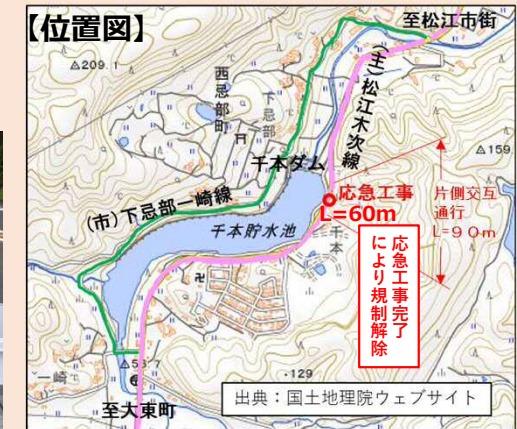 【位置図】
至松江市街
△209.1
(主)松江木次線
西忌部町
下忌部
千本ダム
△159
応急工事
L=60m
片側交互
通行
L=90m
(市)下忌部一崎線
千本貯水池
千本
応急工事完了
により規制解除
一崎
・129
至大東町
出典:国土地理院ウェブサイト